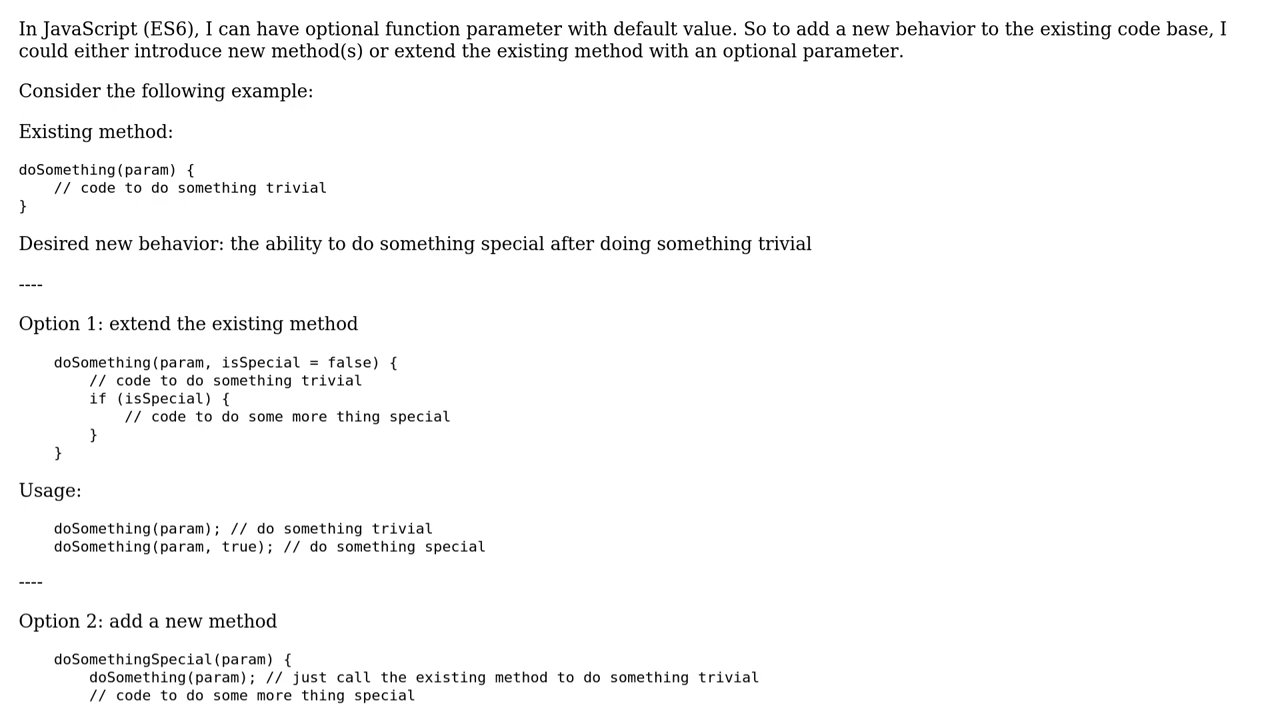 In JavaScript (ES6), I can have optional function parameter with default value. So to add a new behavior to the existing code base, I
could either introduce new method(s) or extend the existing method with an optional parameter.
Consider the following example:
Existing method:
doSomething(param) {
    // code to do something trivial
}
Desired new behavior: the ability to do something special after doing something trivial
----
Option 1: extend the existing method
    doSomething(param, isSpecial = false) {
        // code to do something trivial
        if (isSpecial) {
            // code to do some more thing special
        }
    }
Usage:
    doSomething(param); // do something trivial
    doSomething(param, true); // do something special
----
Option 2: add a new method
    doSomethingSpecial(param) {
        doSomething(param); // just call the existing method to do something trivial
        // code to do some more thing special